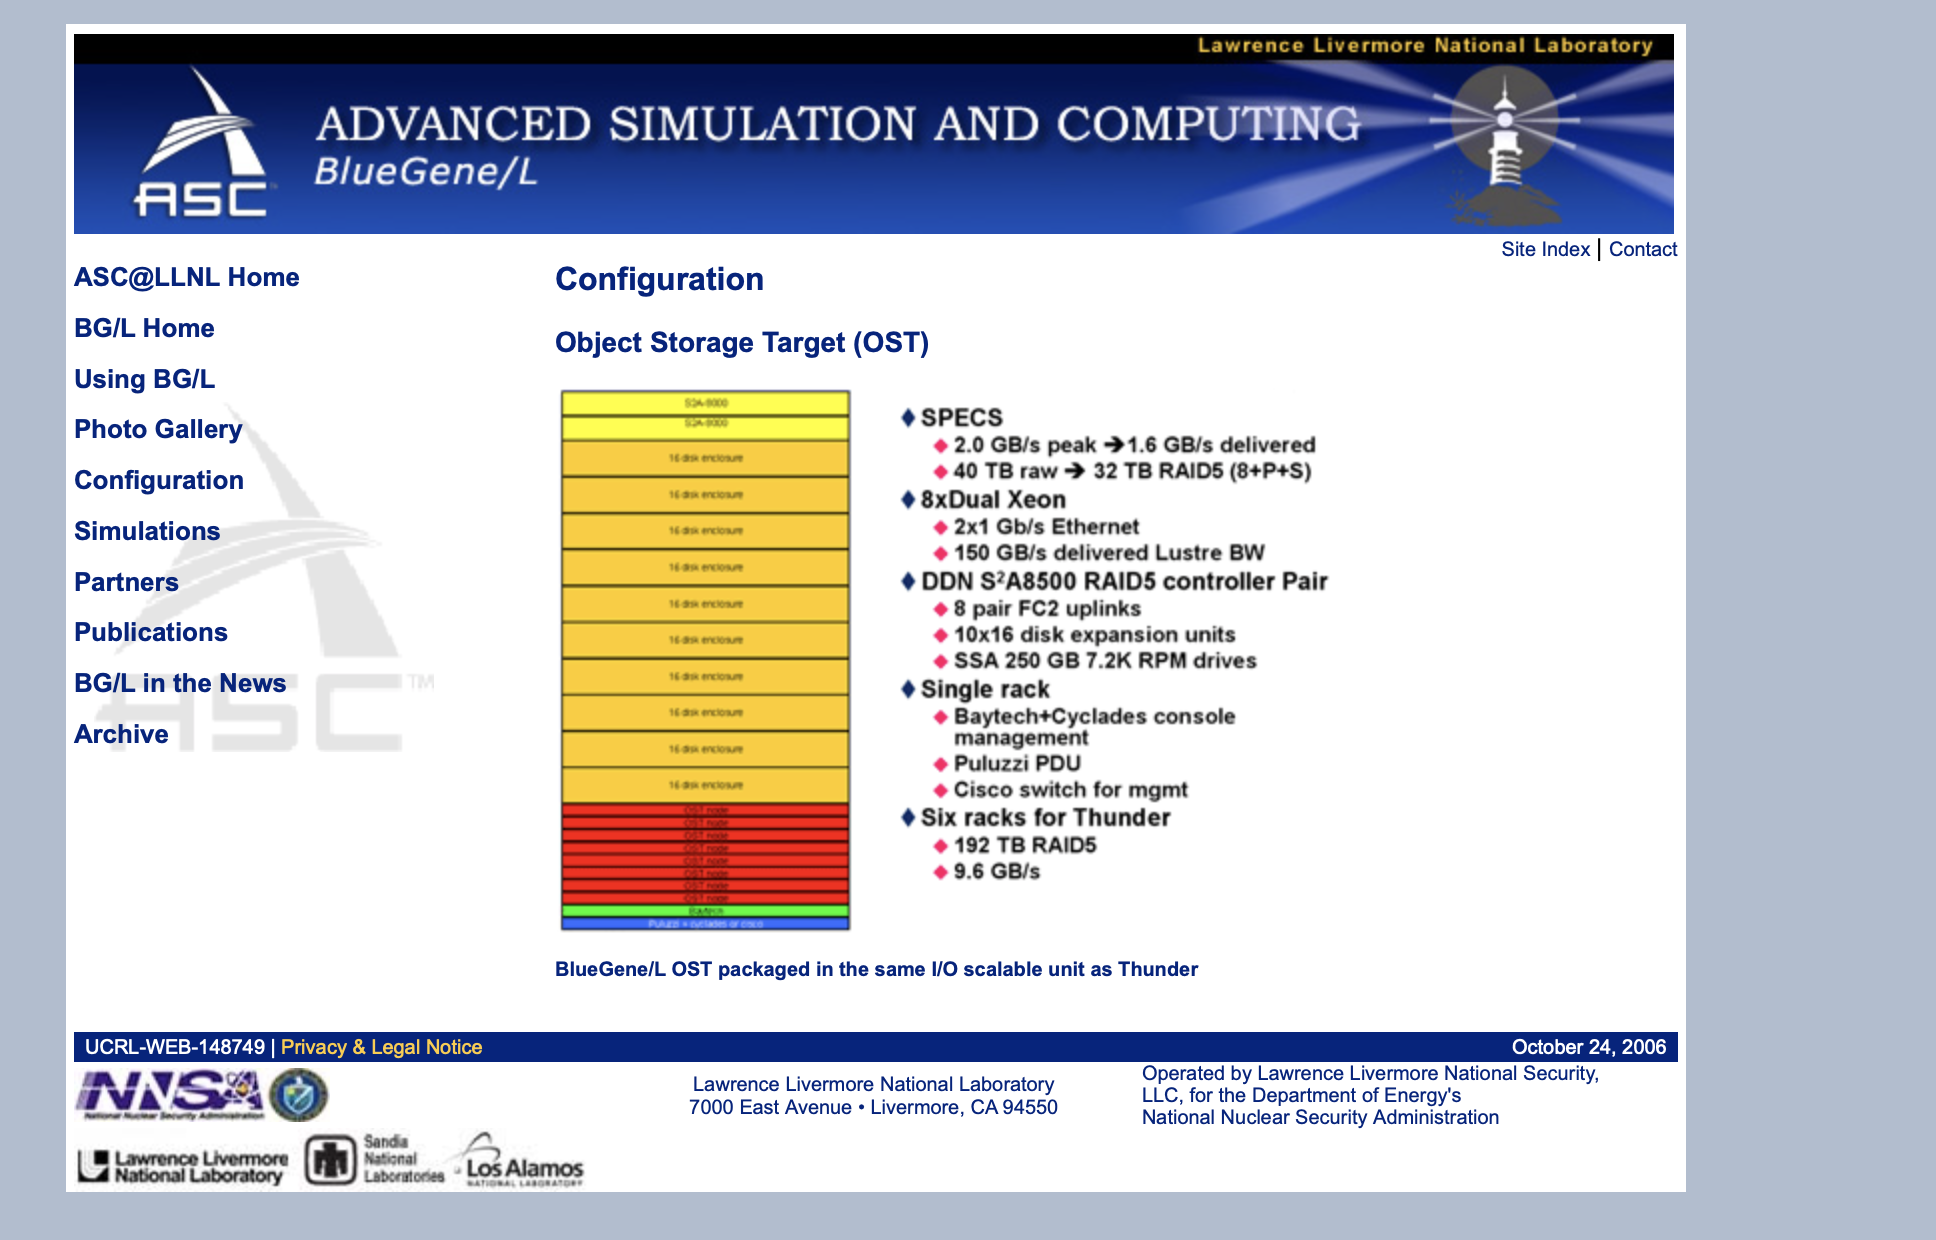 Lawrence Livermore National Laboratory
ADVANCED SIMULATION AND COMPUTING
BlueGene/L
ASC
Site Index | Contact
ASC@LLNL Home
BG/L Home
Using BG/L
Photo Gallery
Configuration
Simulations
Partners
Publications
BG/L in the News
Archive
ASC™
Configuration
Object Storage Target (OST)
S2A-8000
S2A-8000
16 disk enclosure
16 disk enclosure
16 disk enclosure
16 disk enclosure
16 disk enclosure
16 disk enclosure
16 disk enclosure
16 disk enclosure
16 disk enclosure
16 disk enclosure
OST node
OST node
OST node
OST node
OST node
OST node
OST node
OST node
Baytech
Puluzzi + cyclades or cisco
SPECS
2.0 GB/s peak ➔1.6 GB/s delivered
40 TB raw ➔ 32 TB RAID5 (8+P+S)
8xDual Xeon
2x1 Gb/s Ethernet
150 GB/s delivered Lustre BW
DDN S²A8500 RAID5 controller Pair
8 pair FC2 uplinks
10x16 disk expansion units
SSA 250 GB 7.2K RPM drives
Single rack
Baytech+Cyclades console
management
Puluzzi PDU
Cisco switch for mgmt
Six racks for Thunder
192 TB RAID5
9.6 GB/s
BlueGene/L OST packaged in the same I/O scalable unit as Thunder
UCRL-WEB-148749 | Privacy & Legal Notice
October 24, 2006
NNSA
National Nuclear Security Administration
Lawrence Livermore National Laboratory
7000 East Avenue • Livermore, CA 94550
Operated by Lawrence Livermore National Security,
LLC, for the Department of Energy's
National Nuclear Security Administration
Lawrence Livermore
National Laboratory
Sandia
National
Laboratories
Los Alamos
NATIONAL LABORATORY